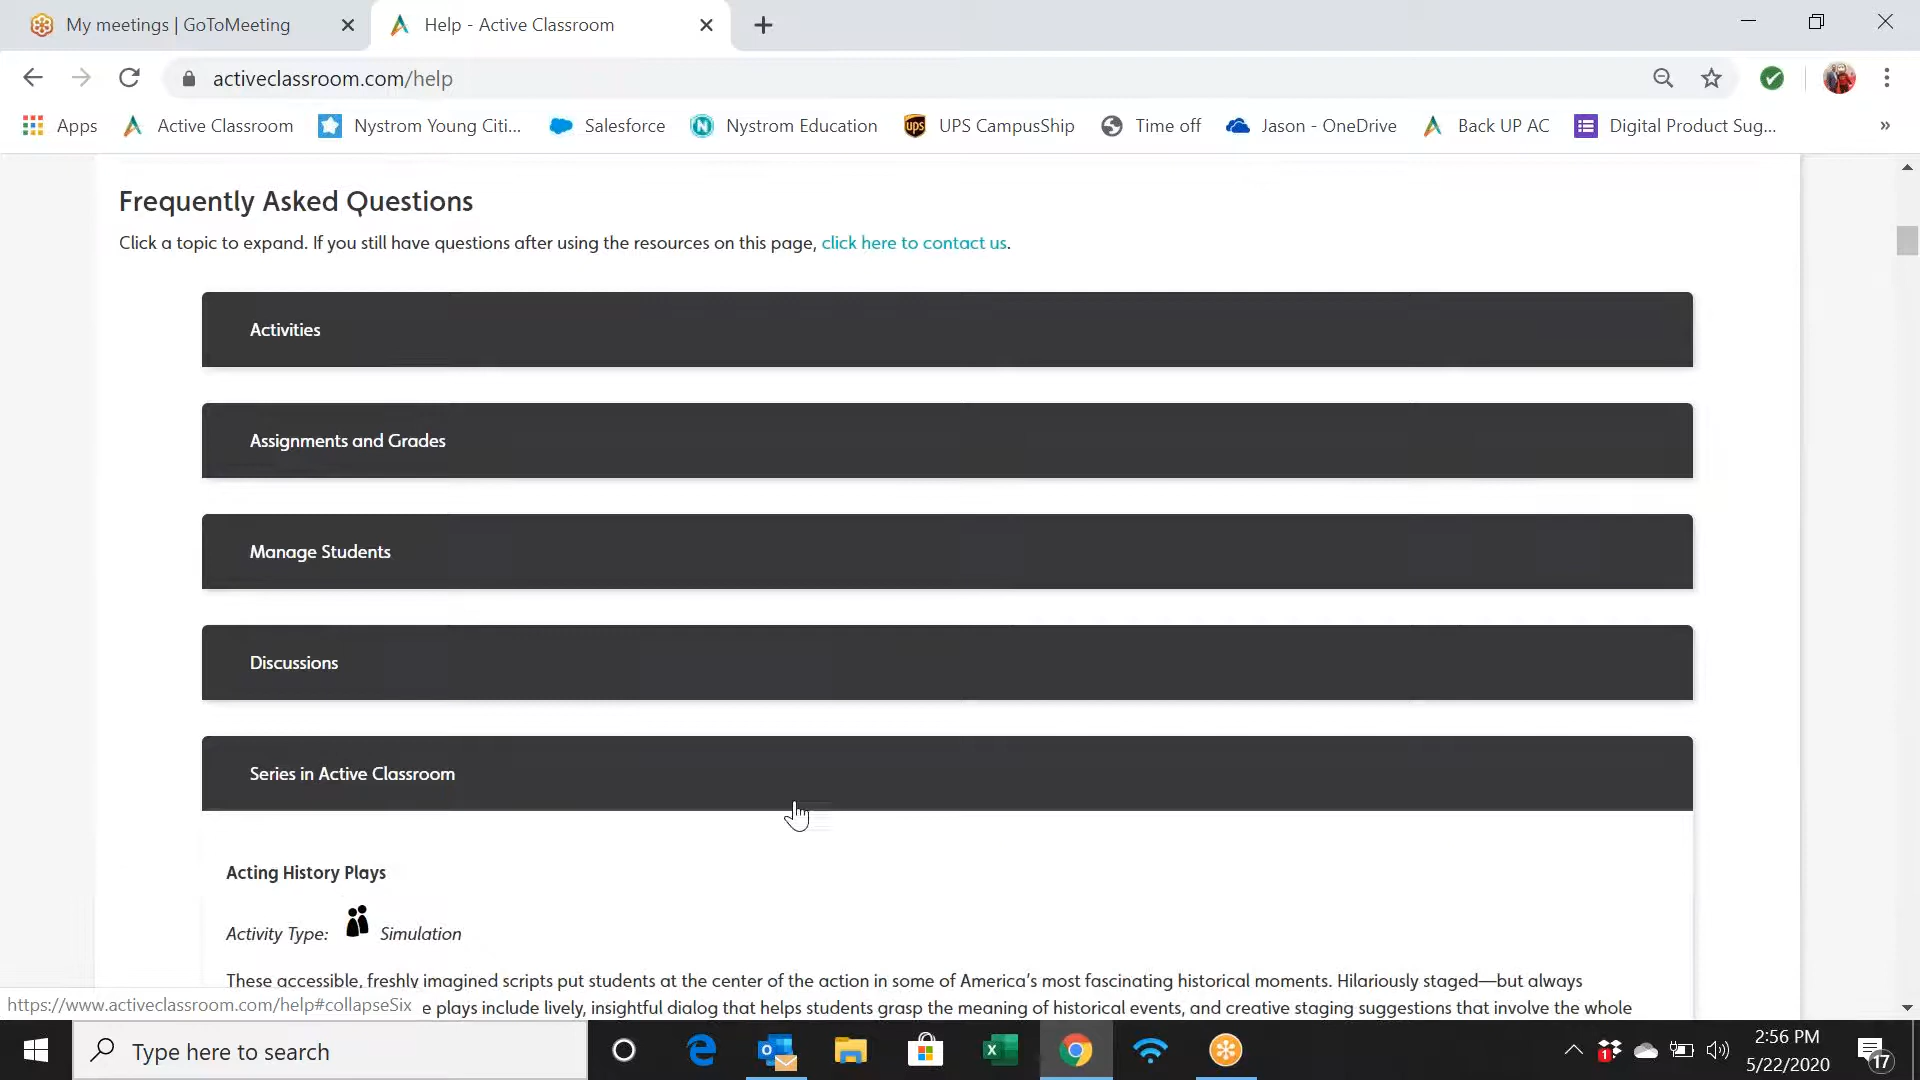 My meetings | GoToMeeting
Help - Active Classroom
activeclassroom.com/help
Apps
Active Classroom
Nystrom Young Citi...
Salesforce
Nystrom Education
UPS CampusShip
Time off
Jason - OneDrive
Back UP AC
Digital Product Sug...
»
Frequently Asked Questions
Click a topic to expand. If you still have questions after using the resources on this page, click here to contact us.
Activities
Assignments and Grades
Manage Students
Discussions
Series in Active Classroom
Acting History Plays
Activity Type: Simulation
These accessible, freshly imagined scripts put students at the center of the action in some of America's most fascinating historical moments. Hilariously staged—but always
e plays include lively, insightful dialog that helps students grasp the meaning of historical events, and creative staging suggestions that involve the whole
https://www.activeclassroom.com/help#collapseSix
Type here to search
2:56 PM
5/22/2020
17